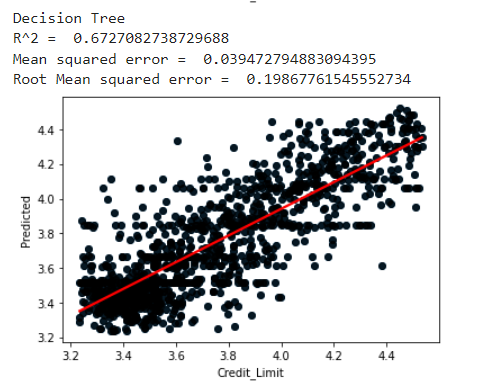 Decision Tree
R^2 =  0.6727082738729688
Mean squared error =  0.039472794883094395
Root Mean squared error =  0.19867761545552734
4.4
4.2
4.0
3.8
3.6
3.4
3.2
Predicted
3.2 3.4 3.6 3.8 4.0 4.2 4.4
Credit_Limit